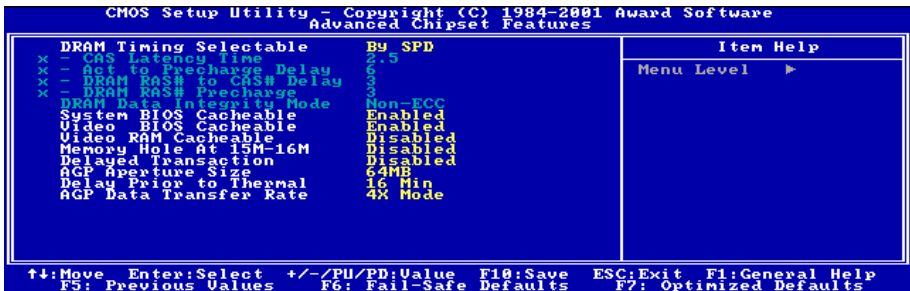 CMOS Setup Utility - Copyright (C) 1984-2001 Award Software
Advanced Chipset Features
DRAM Timing Selectable By SPD
x - CAS Latency Time 2.5
x - Act to Precharge Delay 6
x - DRAM RAS# to CAS# Delay 3
x - DRAM RAS# Precharge 3
DRAM Data Integrity Mode Non-ECC
System BIOS Cacheable Enabled
Video BIOS Cacheable Enabled
Video RAM Cacheable Disabled
Memory Hole At 15M-16M Disabled
Delayed Transaction Disabled
AGP Aperture Size 64MB
Delay Prior to Thermal 16 Min
AGP Data Transfer Rate 4X Mode
Item Help
Menu Level ►
↑↓:Move Enter:Select +/-/PU/PD:Value F10:Save ESC:Exit F1:General Help
F5: Previous Values F6: Fail-Safe Defaults F7: Optimized Defaults